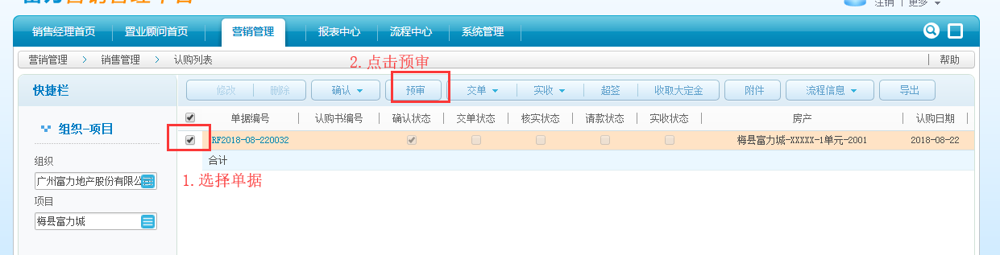 富力营销管理平台
注销 | 更多
销售经理首页 置业顾问首页 营销管理 报表中心 流程中心 系统管理
营销管理 > 销售管理 > 认购列表 帮助
2.点击预审
快捷栏 修改 删除 确认 预审 交单 实收 超签 收取大定金 附件 流程信息 导出
组织-项目
单据编号 认购书编号 确认状态 交单状态 核实状态 请款状态 实收状态 房产 认购日期
RF2018-08-220032 梅县富力城-XXXXX-1单元-2001 2018-08-22
合计
组织
广州富力地产股份有限公
1.选择单据
项目
梅县富力城